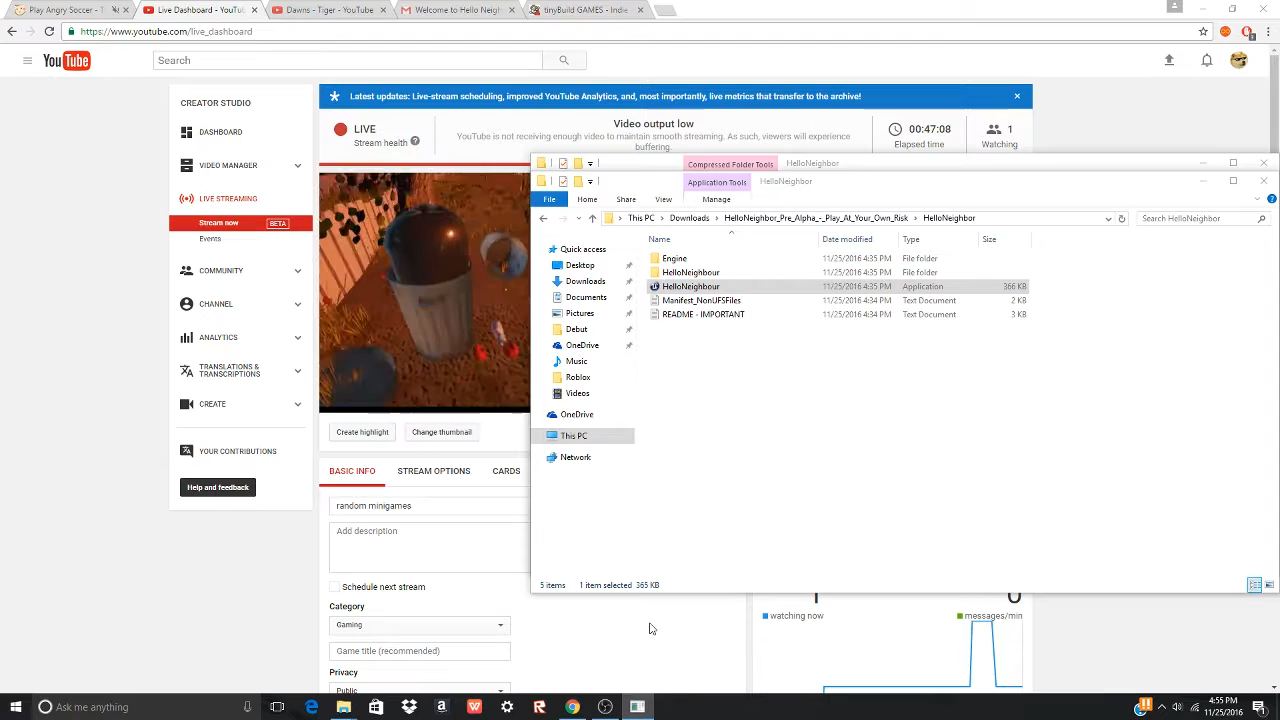 Play Angry Soccer - T
Live Dashboard - YouTu
Dawns - Tiger - YouTube
Welcome to Hello Neigh
tinyBuild GAMES - Indie
https://www.youtube.com/live_dashboard
YouTube
Search
CREATOR STUDIO
DASHBOARD
VIDEO MANAGER
LIVE STREAMING
Stream now BETA
Events
COMMUNITY
CHANNEL
ANALYTICS
TRANSLATIONS &
TRANSCRIPTIONS
CREATE
YOUR CONTRIBUTIONS
Help and feedback
Latest updates: Live-stream scheduling, improved YouTube Analytics, and, most importantly, live metrics that transfer to the archive!
LIVE
Stream health
Video output low
YouTube is not receiving enough video to maintain smooth streaming. As such, viewers will experience
buffering.
00:47:08
Elapsed time
1
Watching
Create highlight
Change thumbnail
BASIC INFO
STREAM OPTIONS
CARDS
random minigames
Add description
Schedule next stream
Category
Gaming
Game title (recommended)
Privacy
Public
Compressed Folder Tools
HelloNeighbor
Application Tools
HelloNeighbor
File
Home
Share
View
Manage
This PC
Downloads
HelloNeighbor_Pre_Alpha_-_Play_At_Your_Own_Risk
HelloNeighbor
Search HelloNeighbor
Quick access
Desktop
Downloads
Documents
Pictures
Debut
OneDrive
Music
Roblox
Videos
OneDrive
This PC
Network
Name Date modified Type Size
Engine 11/25/2016 4:35 PM File folder
HelloNeighbour 11/25/2016 4:35 PM File folder
HelloNeighbour 11/25/2016 4:35 PM Application 366 KB
Manifest_NonUFSFiles 11/25/2016 4:34 PM Text Document 2 KB
README - IMPORTANT 11/25/2016 4:34 PM Text Document 3 KB
5 items 1 item selected 365 KB
watching now
messages/min
Ask me anything
4:55 PM
11/25/2016